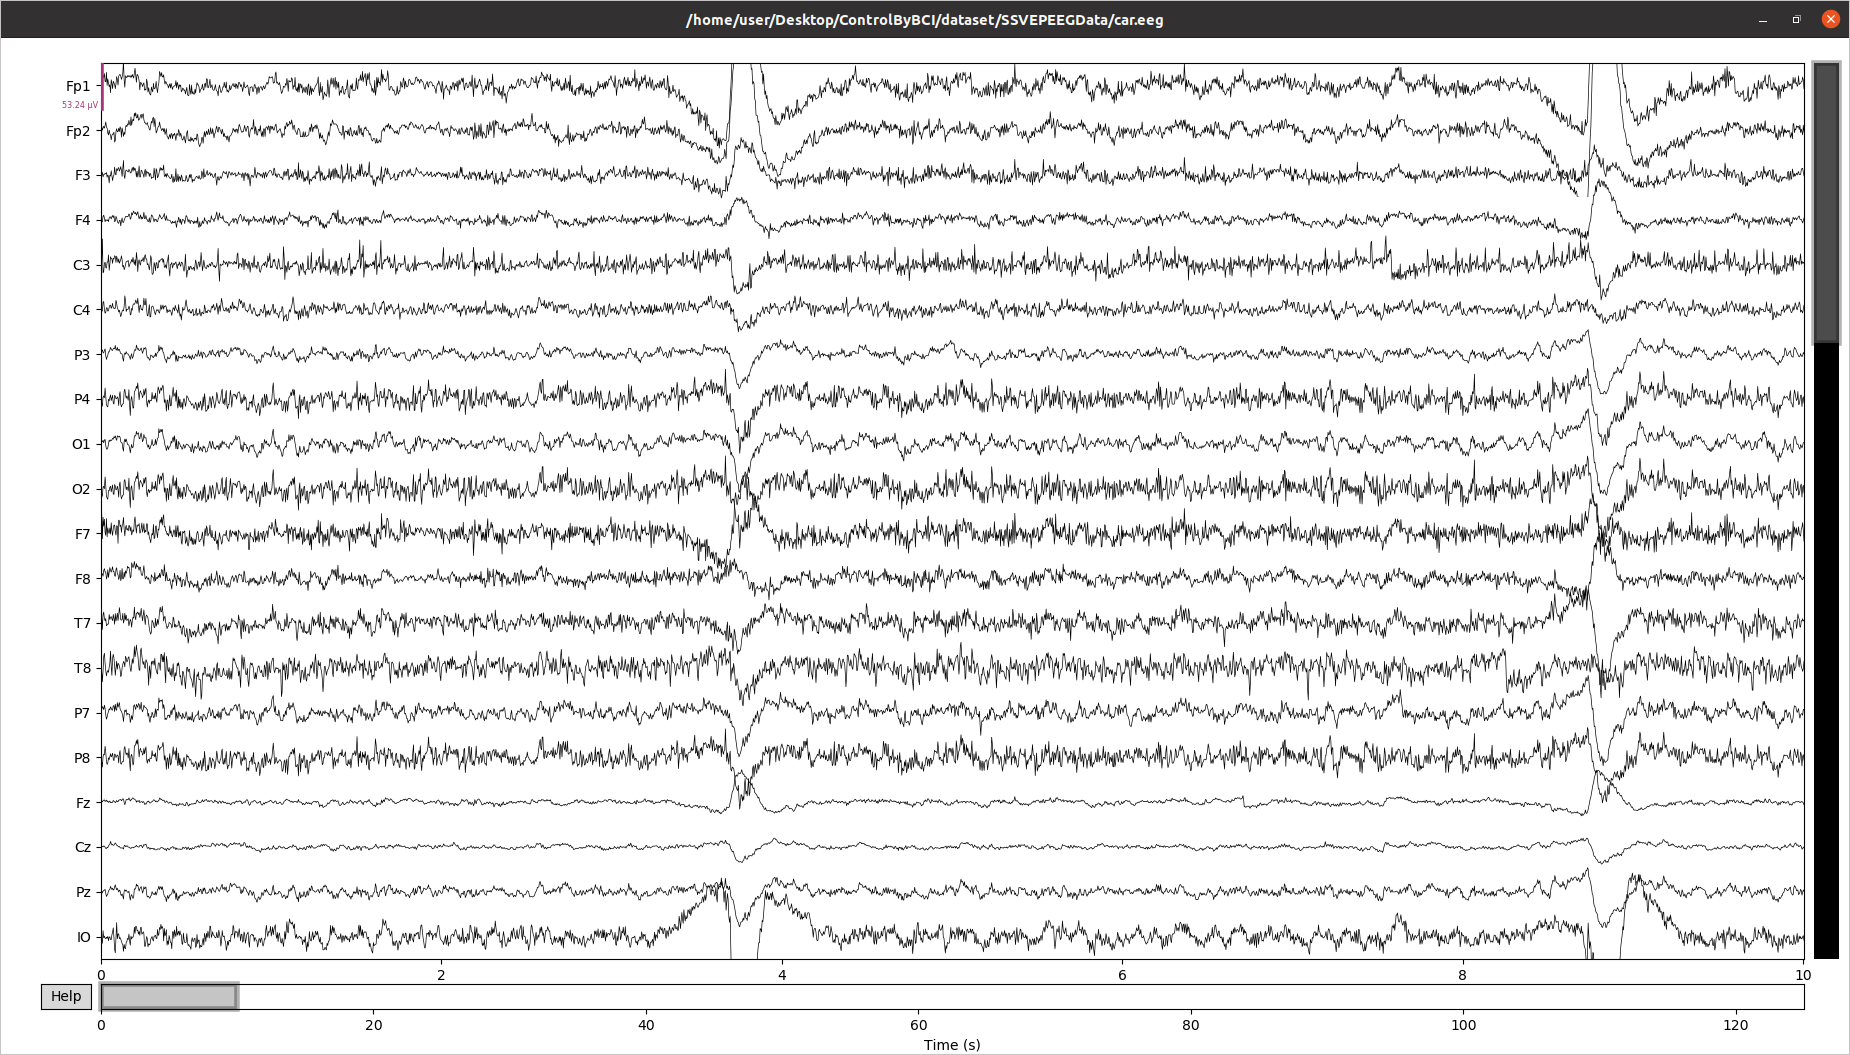 /home/user/Desktop/ControlByBCI/dataset/SSVEPEEGData/car.eeg
Fp1
53.24 µV
Fp2
F3
F4
C3
C4
P3
P4
O1
O2
F7
F8
T7
T8
P7
P8
Fz
Cz
Pz
IO
0 2 4 6 8 10
Help
0 20 40 60 80 100 120
Time (s)